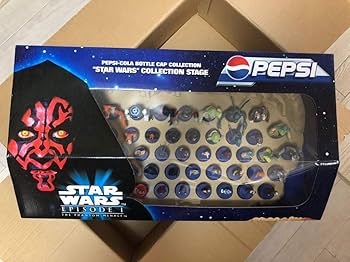 PEPSI-COLA BOTTLE CAP COLLECTION
"STAR WARS" COLLECTION STAGE
PEPSI
STAR
WARS
EPISODE I
THE PHANTOM MENACE